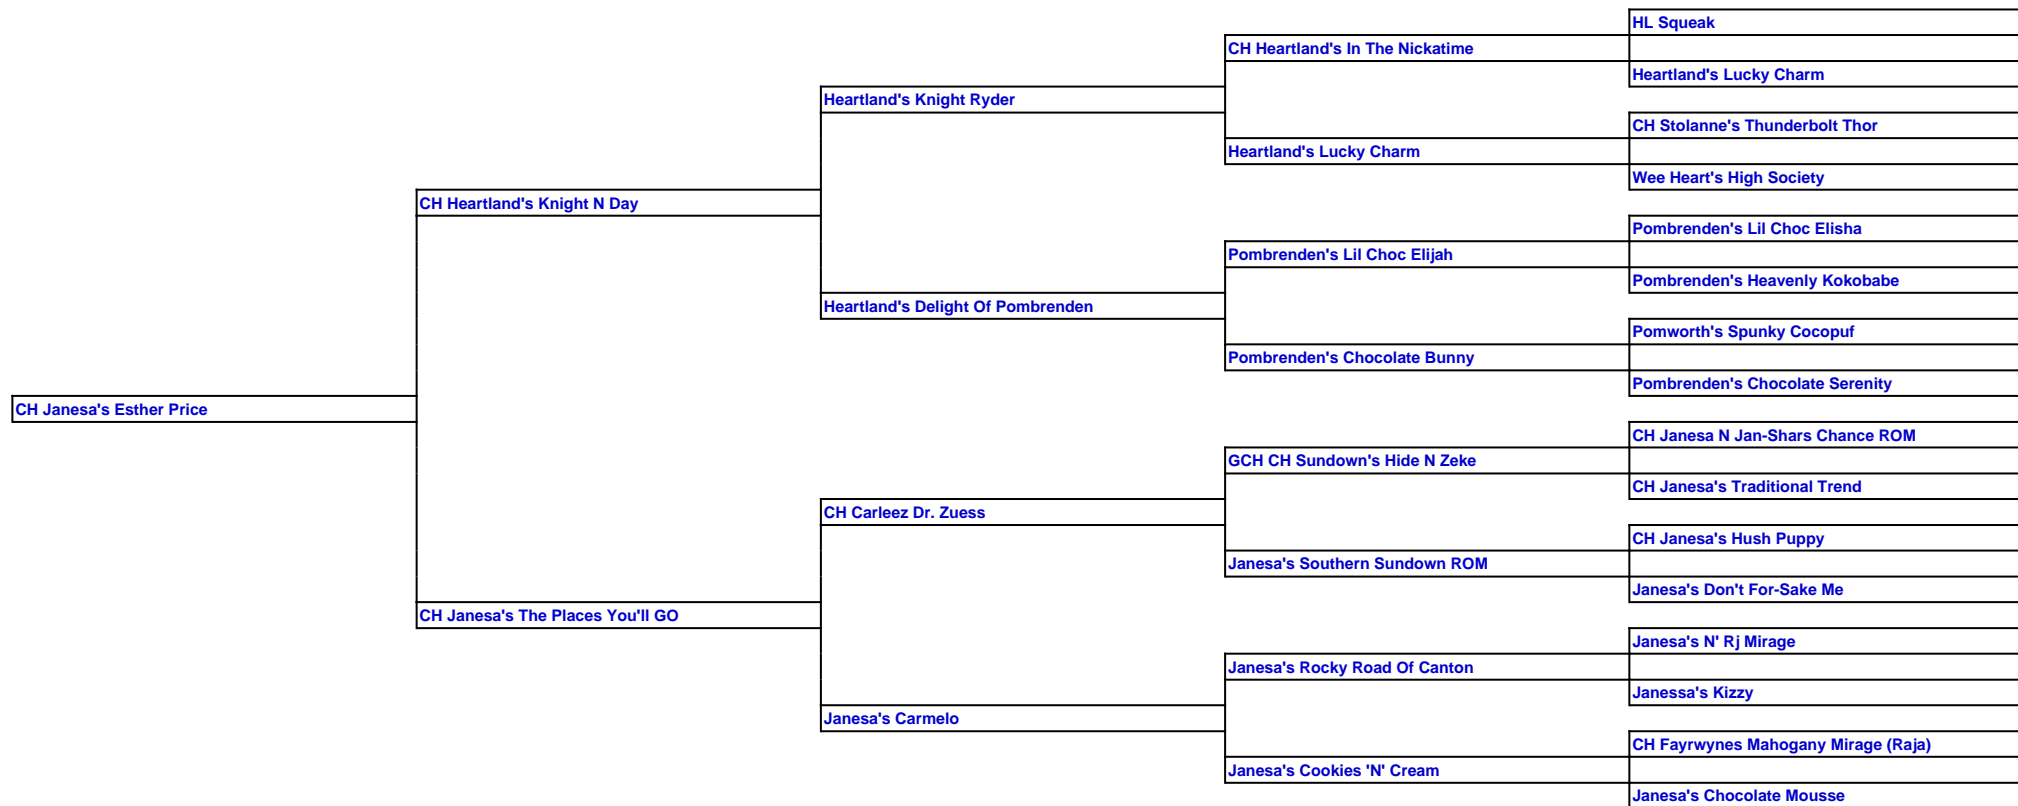 HL Squeak
CH Heartland's In The Nickatime
Heartland's Lucky Charm
Heartland's Knight Ryder
CH Stolanne's Thunderbolt Thor
Heartland's Lucky Charm
Wee Heart's High Society
CH Heartland's Knight N Day
Pombrenden's Lil Choc Elisha
Pombrenden's Lil Choc Elijah
Pombrenden's Heavenly Kokobabe
Heartland's Delight Of Pombrenden
Pomworth's Spunky Cocopuf
Pombrenden's Chocolate Bunny
Pombrenden's Chocolate Serenity
CH Janesa's Esther Price
CH Janesa N Jan-Shars Chance ROM
GCH CH Sundown's Hide N Zeke
CH Janesa's Traditional Trend
CH Carleez Dr. Zuess
CH Janesa's Hush Puppy
Janesa's Southern Sundown ROM
Janesa's Don't For-Sake Me
CH Janesa's The Places You'll GO
Janesa's N' Rj Mirage
Janesa's Rocky Road Of Canton
Janessa's Kizzy
Janesa's Carmelo
CH Fayrwynes Mahogany Mirage (Raja)
Janesa's Cookies 'N' Cream
Janesa's Chocolate Mousse